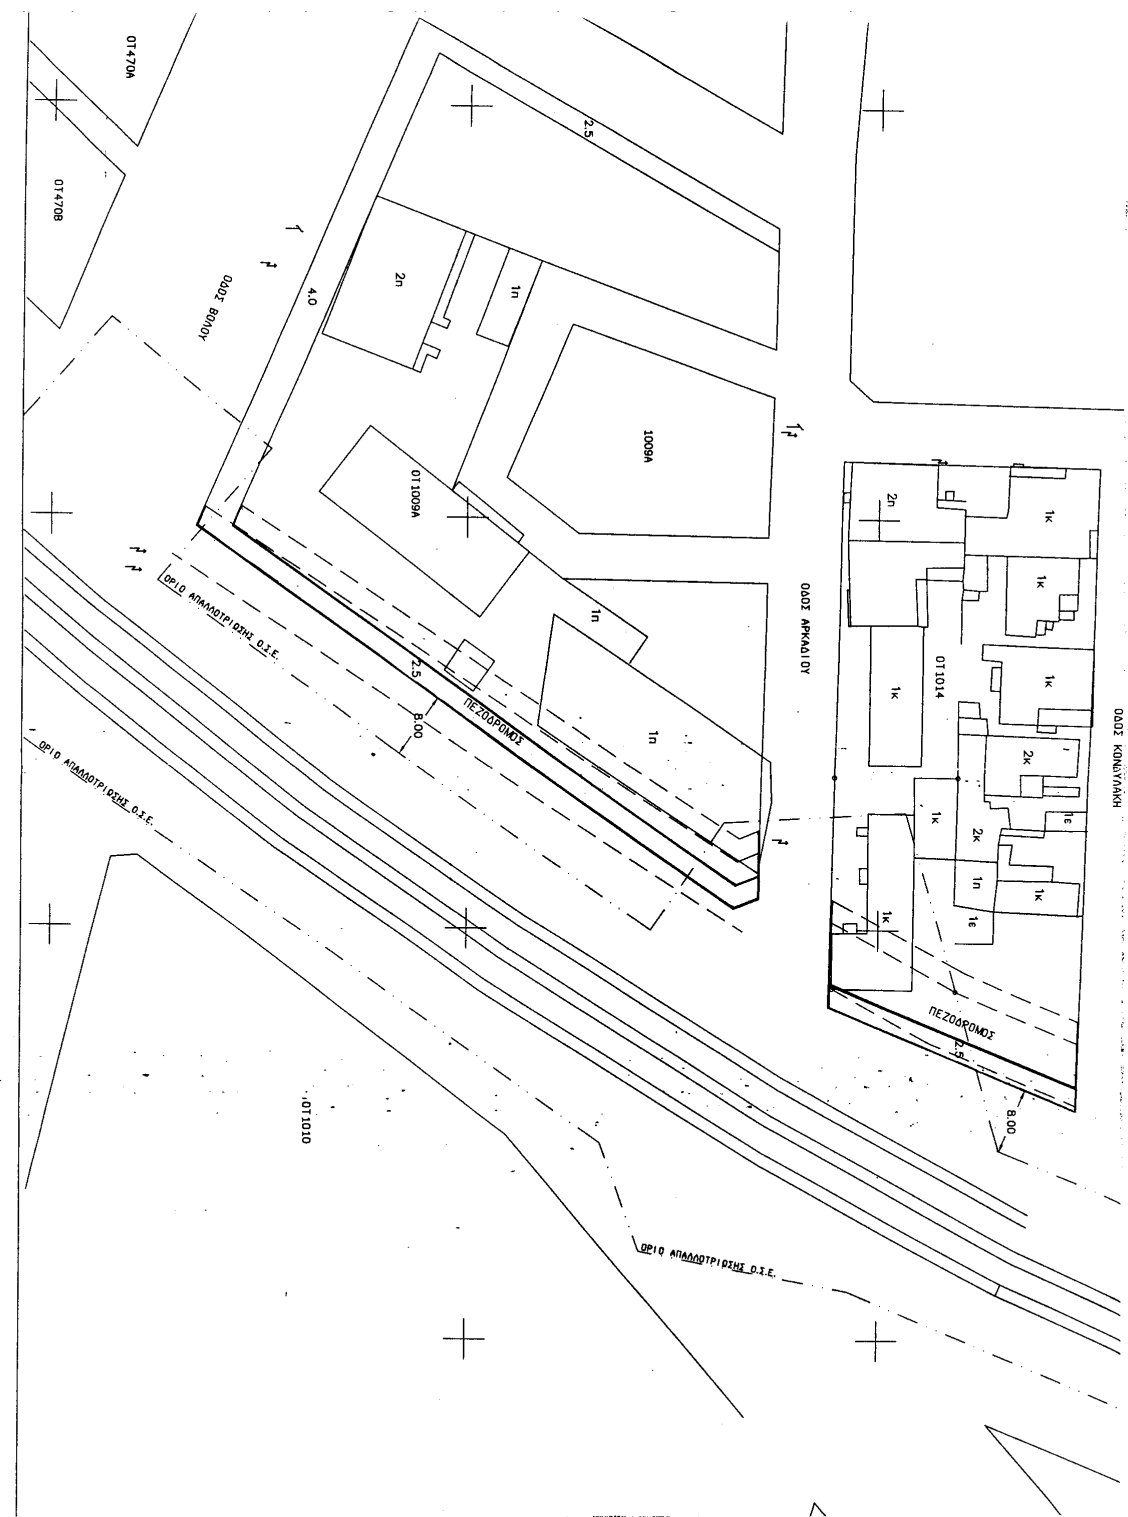 ΟΤ470Α
ΟΤ470Β
2.5
4.0
2π
1π
ΟΔΟΣ ΒΟΛΟΥ
1009Α
ΟΤ1009Α
1π
1π
2.5
ΠΕΖΟΔΡΟΜΟΣ
8.00
ΟΡΙΟ ΑΠΑΛΛΟΤΡΙΩΣΗΣ Ο.Σ.Ε.
ΟΡΙΟ ΑΠΑΛΛΟΤΡΙΩΣΗΣ Ο.Σ.Ε.
ΟΡΙΟ ΑΠΑΛΛΟΤΡΙΩΣΗΣ Ο.Σ.Ε.
ΟΤ1010
ΟΔΟΣ ΑΡΚΑΔΙΟΥ
ΟΔΟΣ ΚΟΝΔΥΛΑΚΗ
2π
1κ
1κ
1κ
1κ
ΟΤ1014
2κ
1ε
1κ
2κ
1π
1κ
1ε
1κ
ΠΕΖΟΔΡΟΜΟΣ
2.5
8.00